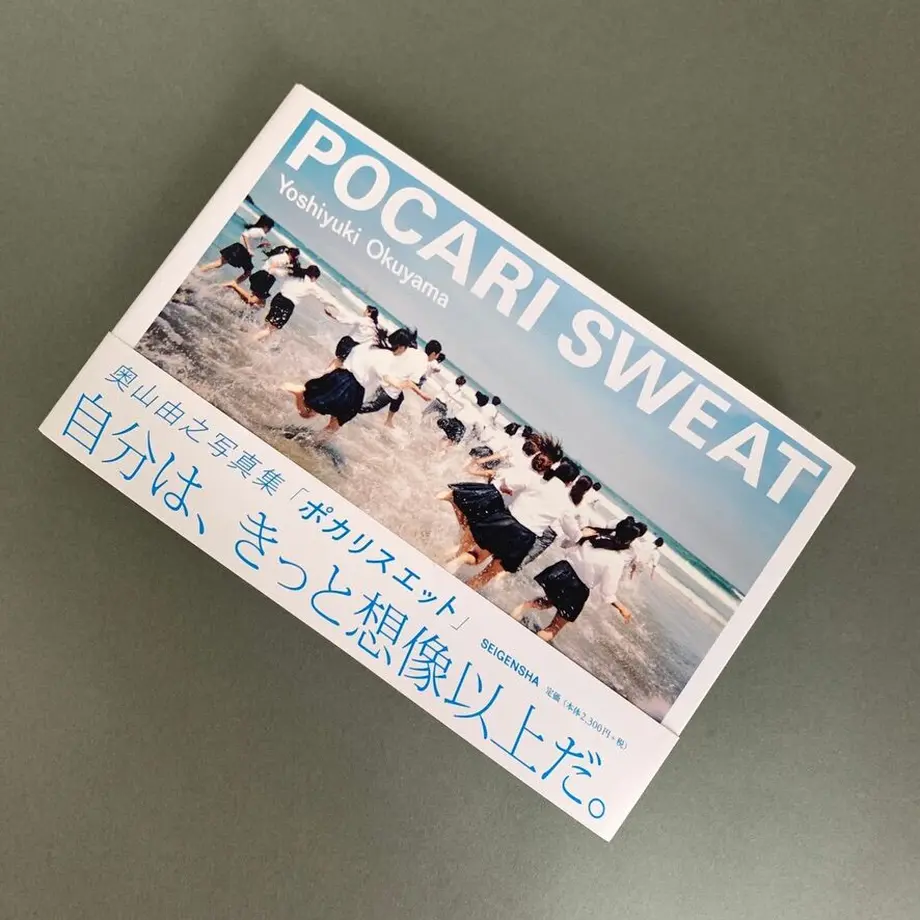 POCARI SWEAT
Yoshiyuki Okuyama
奥山由之 写真集「ポカリスエット」 SEIGENSHA 定価(本体2,300円+税)
自分は、きっと想像以上だ。